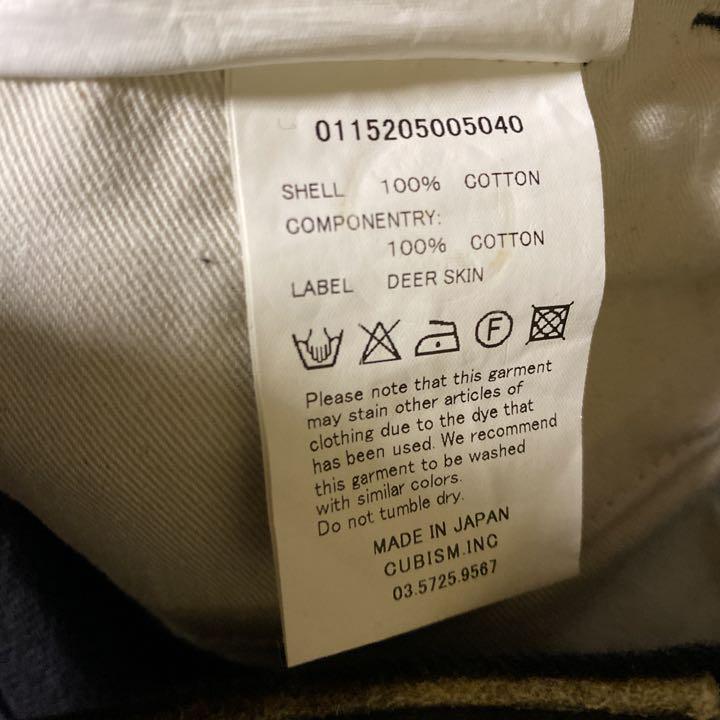 0115205005040
SHELL 100% COTTON
COMPONENTRY:
100% COTTON
LABEL DEER SKIN
F
Please note that this garment
may stain other articles of
clothing due to the dye that
has been used. We recommend
this garment to be washed
with similar colors.
Do not tumble dry.
MADE IN JAPAN
CUBISM.INC
03.5725.9567